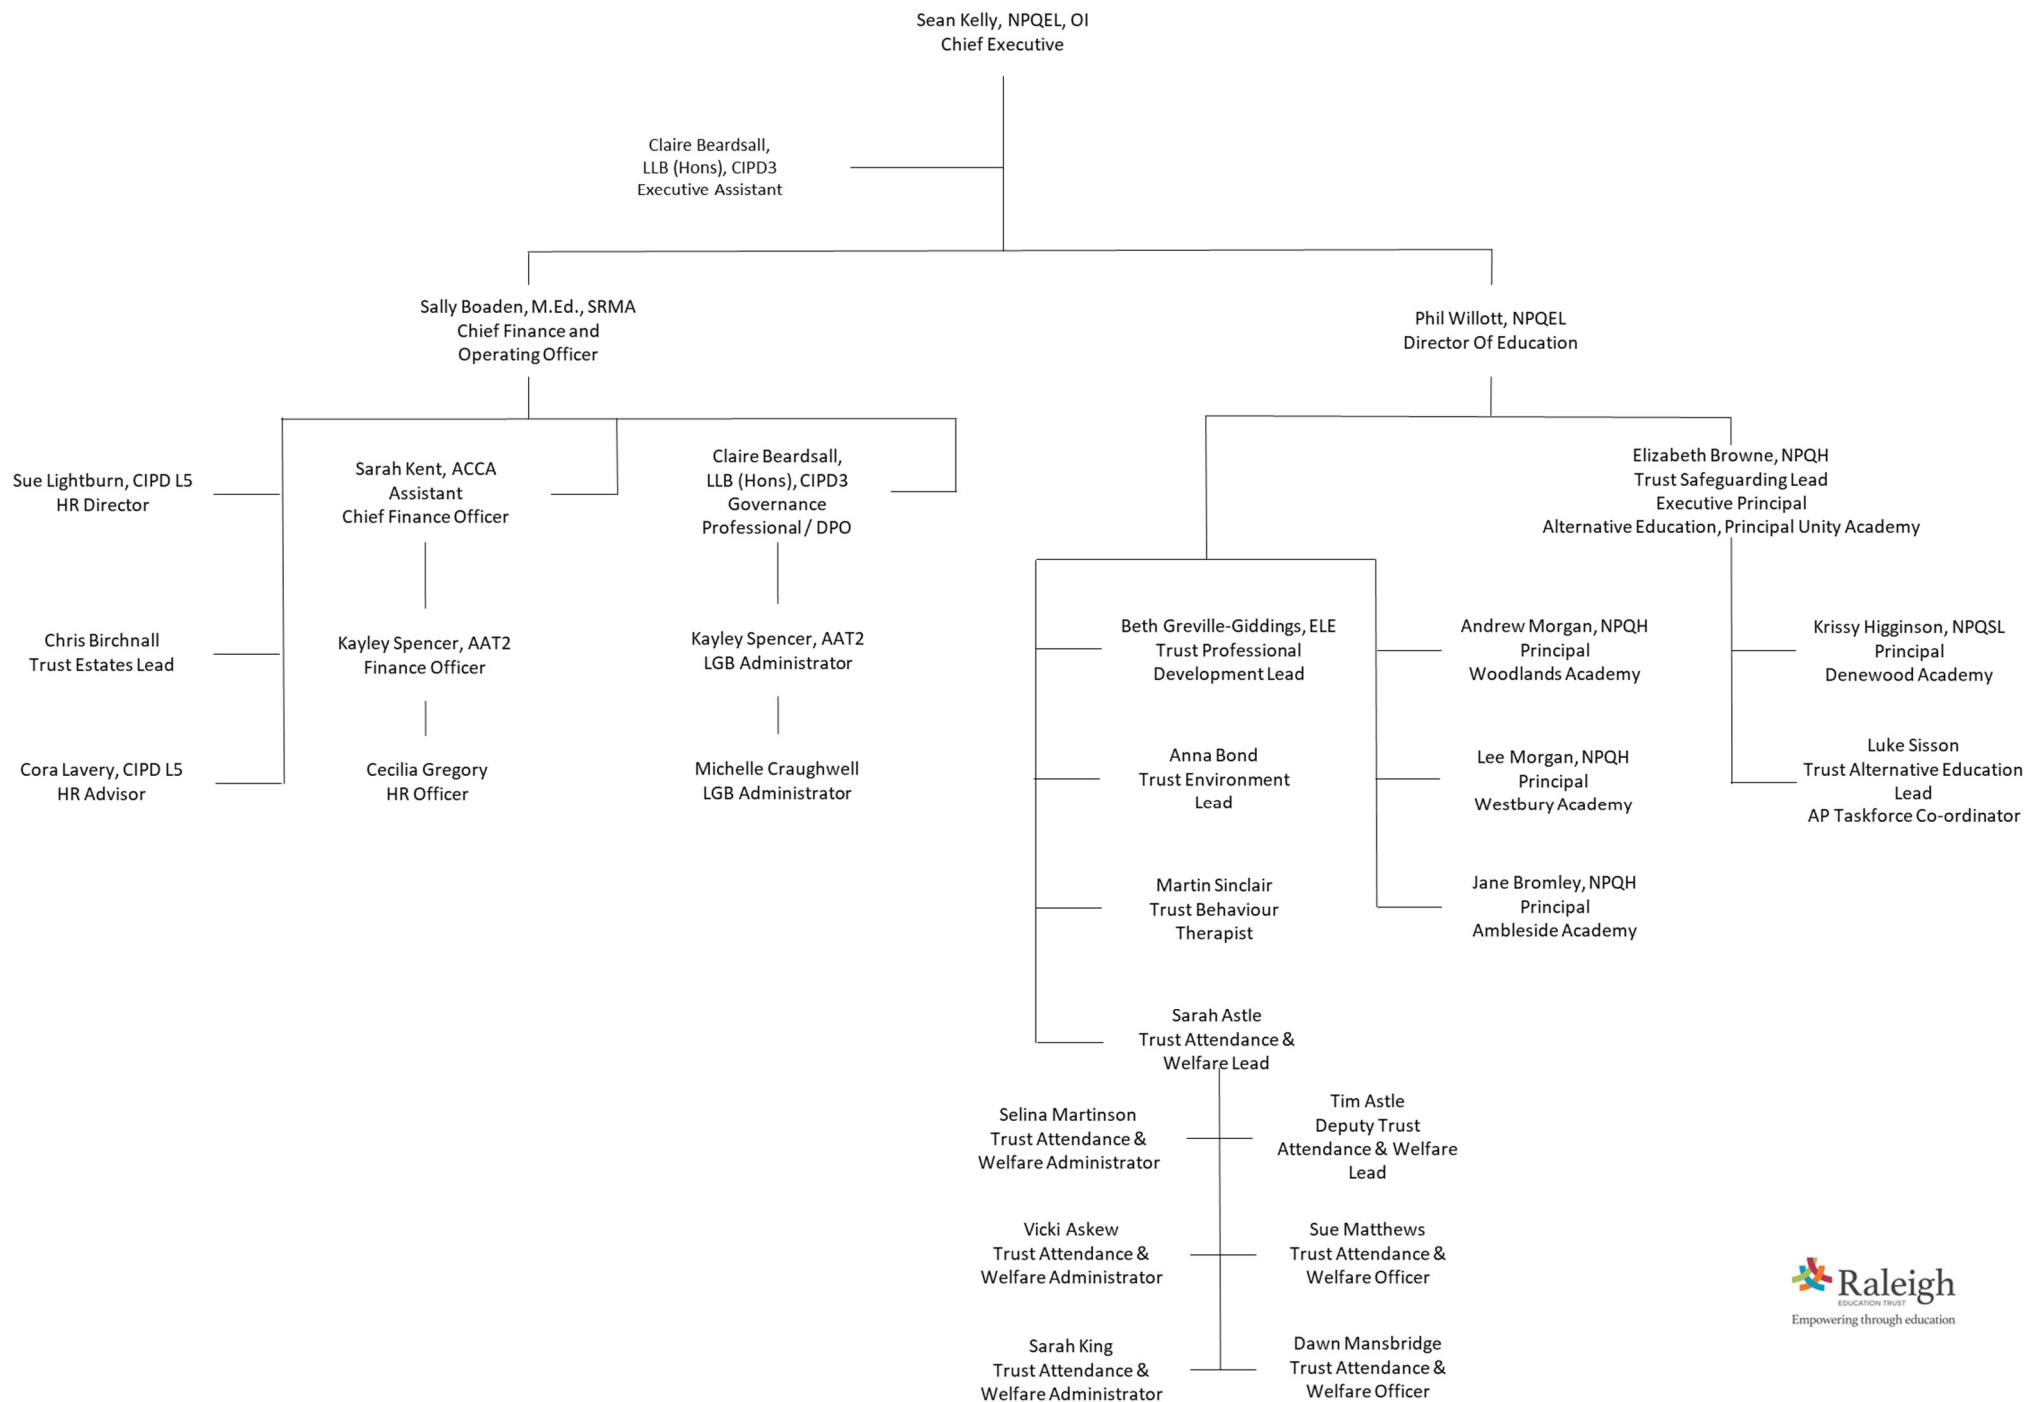 Sean Kelly, NPQEL, OI
Chief Executive
Claire Beardsall,
LLB (Hons), CIPD3
Executive Assistant
Sally Boaden, M.Ed., SRMA
Chief Finance and
Operating Officer
Phil Willott, NPQEL
Director Of Education
Sue Lightburn, CIPD L5
HR Director
Sarah Kent, ACCA
Assistant
Chief Finance Officer
Claire Beardsall,
LLB (Hons), CIPD3
Governance
Professional / DPO
Elizabeth Browne, NPQH
Trust Safeguarding Lead
Executive Principal
Alternative Education, Principal Unity Academy
Chris Birchnall
Trust Estates Lead
Kayley Spencer, AAT2
Finance Officer
Kayley Spencer, AAT2
LGB Administrator
Beth Greville-Giddings, ELE
Trust Professional
Development Lead
Andrew Morgan, NPQH
Principal
Woodlands Academy
Krissy Higginson, NPQSL
Principal
Denewood Academy
Cora Lavery, CIPD L5
HR Advisor
Cecilia Gregory
HR Officer
Michelle Craughwell
LGB Administrator
Anna Bond
Trust Environment
Lead
Lee Morgan, NPQH
Principal
Westbury Academy
Luke Sisson
Trust Alternative Education
Lead
AP Taskforce Co-ordinator
Martin Sinclair
Trust Behaviour
Therapist
Jane Bromley, NPQH
Principal
Ambleside Academy
Sarah Astle
Trust Attendance &
Welfare Lead
Selina Martinson
Trust Attendance &
Welfare Administrator
Tim Astle
Deputy Trust
Attendance & Welfare
Lead
Vicki Askew
Trust Attendance &
Welfare Administrator
Sue Matthews
Trust Attendance &
Welfare Officer
Sarah King
Trust Attendance &
Welfare Administrator
Dawn Mansbridge
Trust Attendance &
Welfare Officer
Raleigh
EDUCATION TRUST
Empowering through education